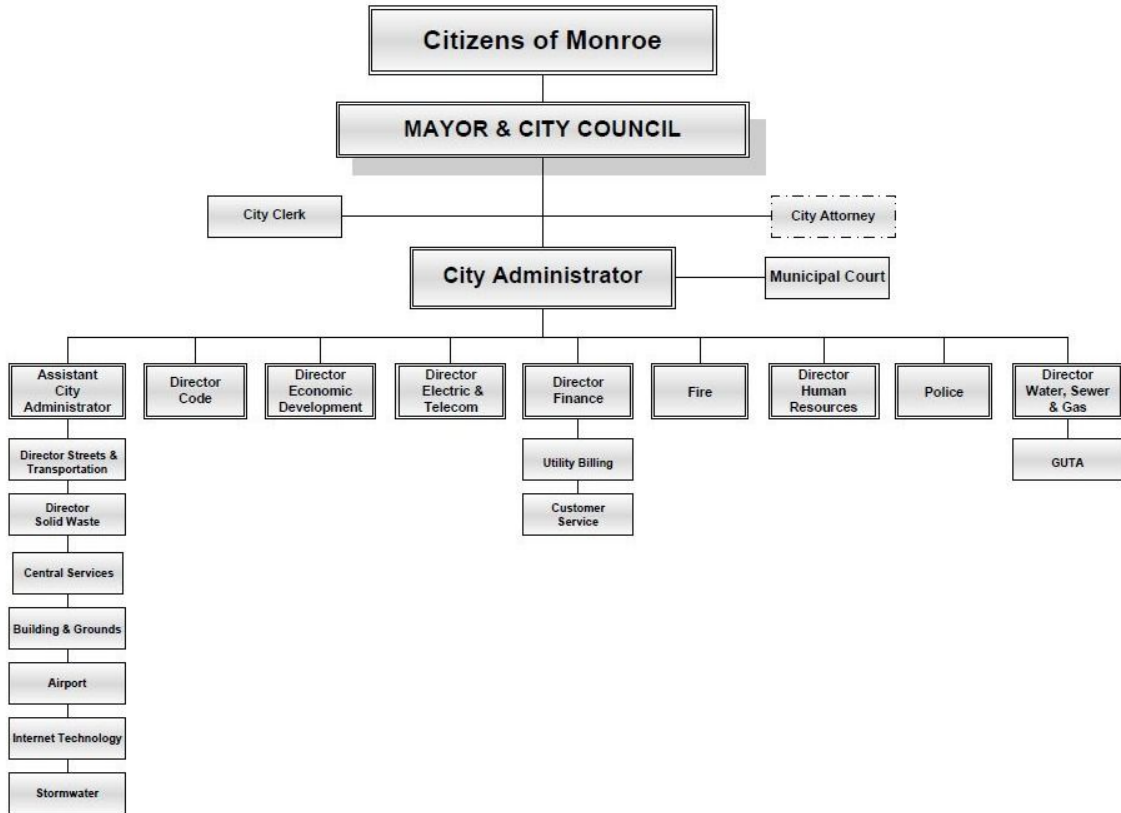 Citizens of Monroe
MAYOR & CITY COUNCIL
City Clerk
City Attorney
City Administrator
Municipal Court
Assistant
City
Administrator
Director
Code
Director
Economic
Development
Director
Electric &
Telecom
Director
Finance
Fire
Director
Human
Resources
Police
Director
Water, Sewer
& Gas
Director Streets &
Transportation
Utility Billing
GUTA
Director
Solid Waste
Customer
Service
Central Services
Building & Grounds
Airport
Internet Technology
Stormwater